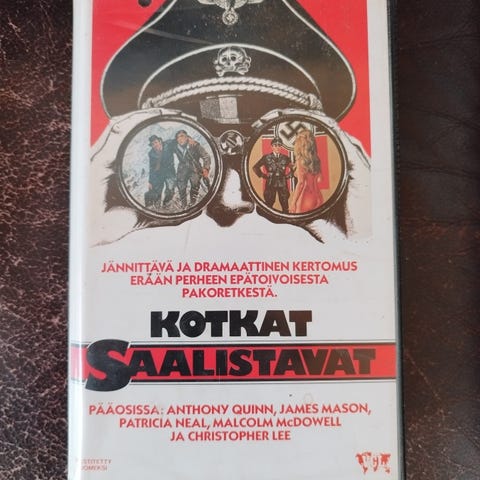 JÄNNITTÄVÄ JA DRAMAATTINEN KERTOMUS
ERÄÄN PERHEEN EPÄTOIVOISESTA
PAKORETKESTÄ.
KOTKAT
SAALISTAVAT
PÄÄOSISSA: ANTHONY QUINN, JAMES MASON,
PATRICIA NEAL, MALCOLM McDOWELL
JA CHRISTOPHER LEE
VCL